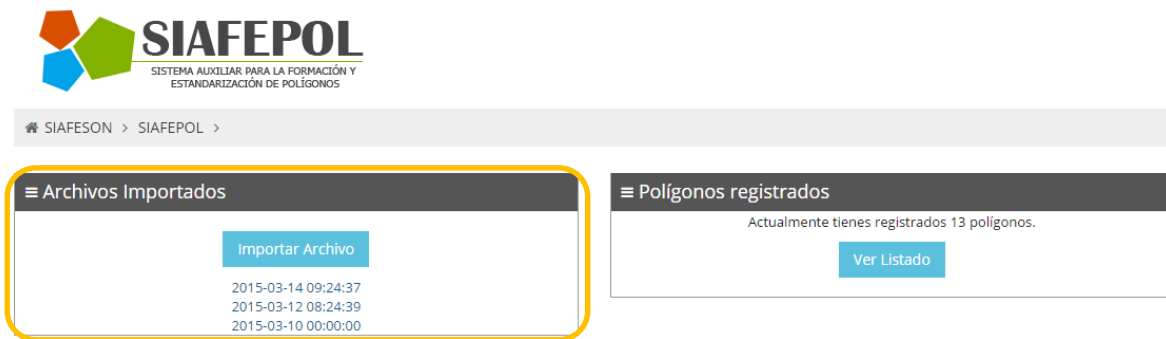 SIAFEPOL
SISTEMA AUXILIAR PARA LA FORMACIÓN Y
ESTANDARIZACIÓN DE POLÍGONOS
SIAFESON > SIAFEPOL >
≡ Archivos Importados
Importar Archivo
2015-03-14 09:24:37
2015-03-12 08:24:39
2015-03-10 00:00:00
≡ Polígonos registrados
Actualmente tienes registrados 13 polígonos.
Ver Listado